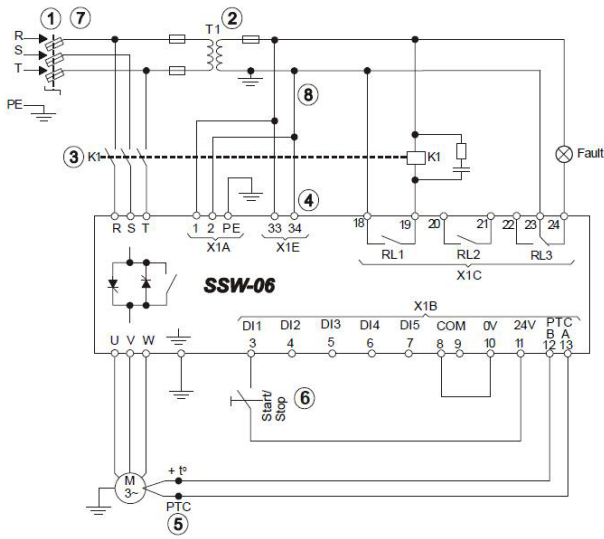 1 7 T1 2
R
S
T
PE
8
3 K1 K1 Fault
4
R S T 1 2 PE 33 34 18 19 20 21 22 23 24
X1A X1E RL1 RL2 RL3
X1C
SSW-06
X1B
DI1 DI2 DI3 DI4 DI5 COM 0V 24V PTC
B A
U V W 3 4 5 6 7 8 9 10 11 12 13
Start/
Stop
6
M
3~
+ tº
PTC
5